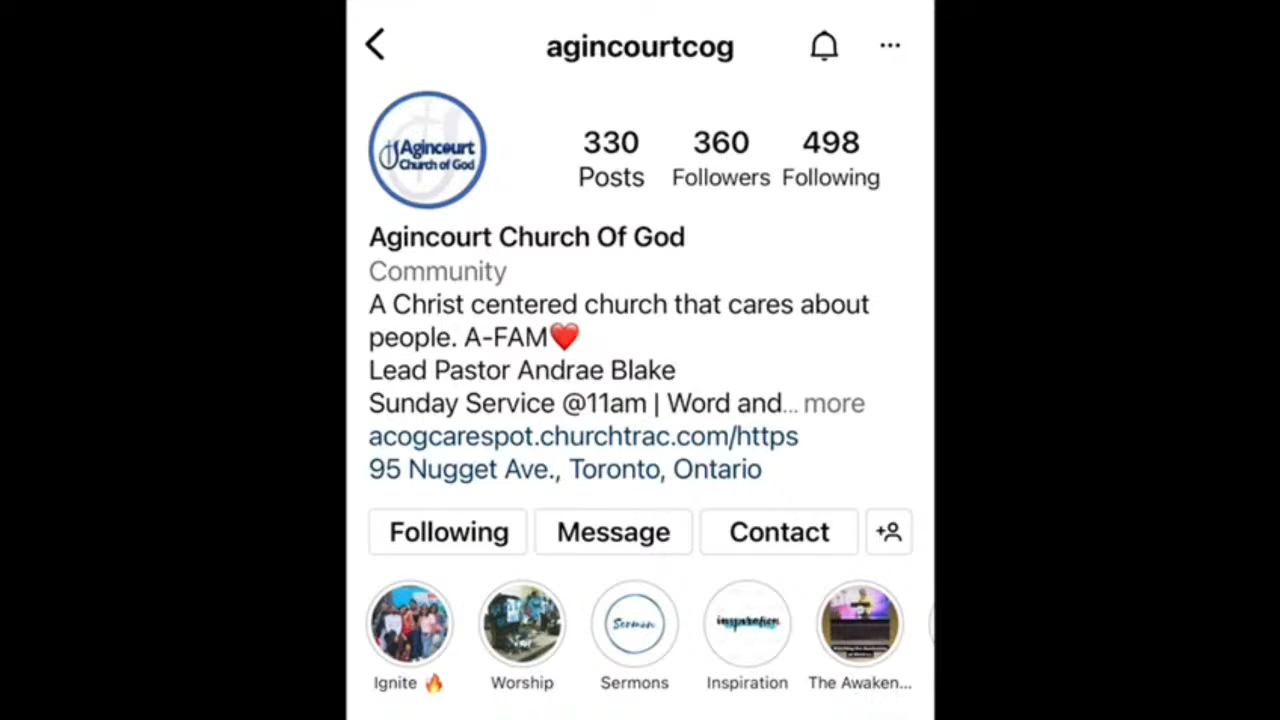 agincourtcog
Agincourt
Church of God
330 360 498
Posts Followers Following
Agincourt Church Of God
Community
A Christ centered church that cares about
people. A-FAM❤️
Lead Pastor Andrae Blake
Sunday Service @11am | Word and... more
acogcarespot.churchtrac.com/https
95 Nugget Ave., Toronto, Ontario
Following Message Contact
Sermon
inspiration
Ignite 🔥 Worship Sermons Inspiration The Awaken...